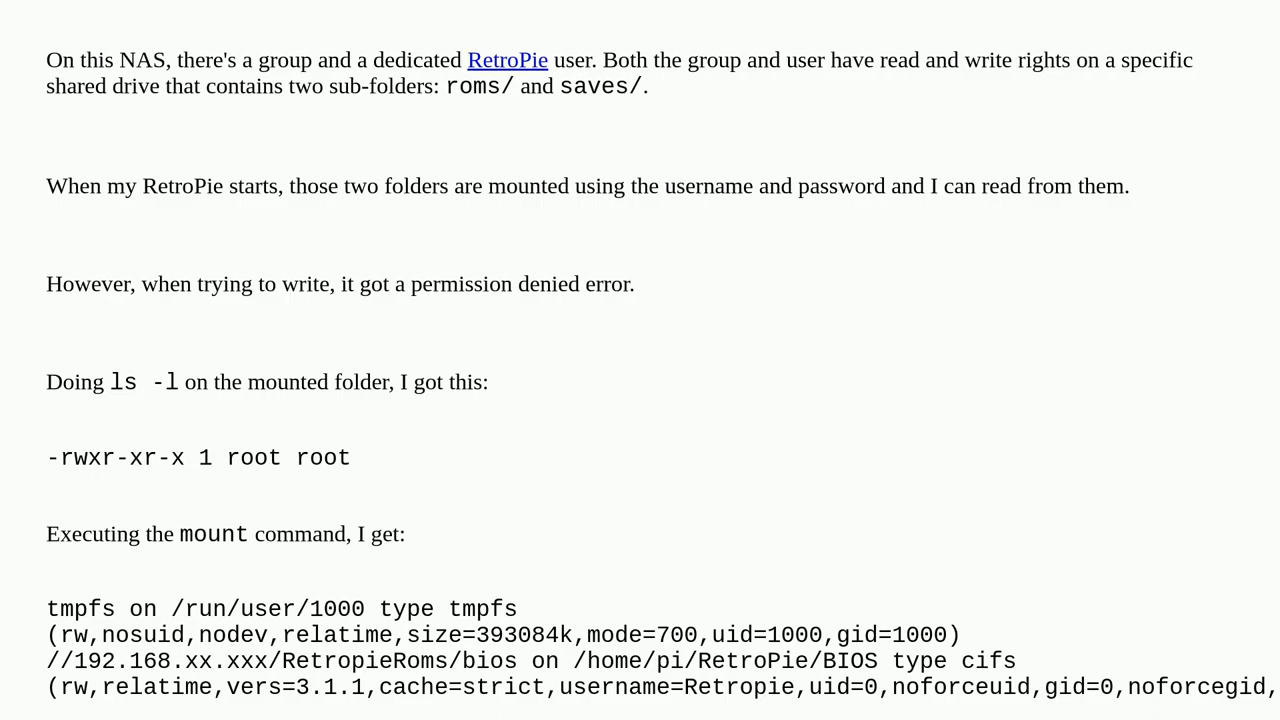 On this NAS, there's a group and a dedicated RetroPie user. Both the group and user have read and write rights on a specific
shared drive that contains two sub-folders: roms/ and saves/.
When my RetroPie starts, those two folders are mounted using the username and password and I can read from them.
However, when trying to write, it got a permission denied error.
Doing ls -l on the mounted folder, I got this:
-rwxr-xr-x 1 root root
Executing the mount command, I get:
tmpfs on /run/user/1000 type tmpfs
(rw,nosuid,nodev,relatime,size=393084k,mode=700,uid=1000,gid=1000)
//192.168.xx.xxx/RetropieRoms/bios on /home/pi/RetroPie/BIOS type cifs
(rw,relatime,vers=3.1.1,cache=strict,username=Retropie,uid=0,noforceuid,gid=0,noforcegid,